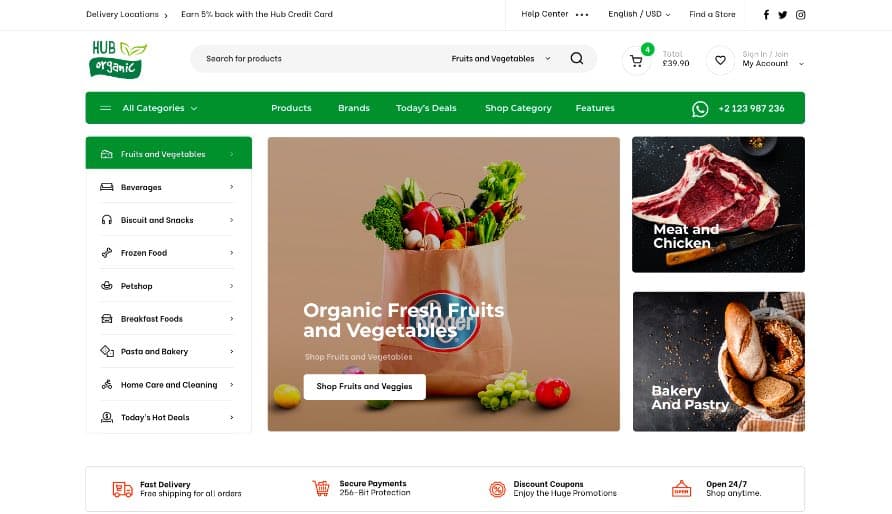 Delivery Locations
Earn 5% back with the Hub Credit Card
Help Center
English / USD
Find a Store
HUB
organic
Search for products
Fruits and Vegetables
4
Total
£39.90
Sign in / Join
My Account
All Categories
Products
Brands
Today's Deals
Shop Category
Features
+2 123 987 236
Fruits and Vegetables
Beverages
Biscuit and Snacks
Frozen Food
Petshop
Breakfast Foods
Pasta and Bakery
Home Care and Cleaning
Today's Hot Deals
Kroger
Organic Fresh Fruits
and Vegetables
Shop Fruits and Vegetables
Shop Fruits and Veggies
Meat and
Chicken
Bakery
And Pastry
Fast Delivery
Free shipping for all orders
Secure Payments
256-Bit Protection
Discount Coupons
Enjoy the Huge Promotions
OPEN
Open 24/7
Shop anytime.